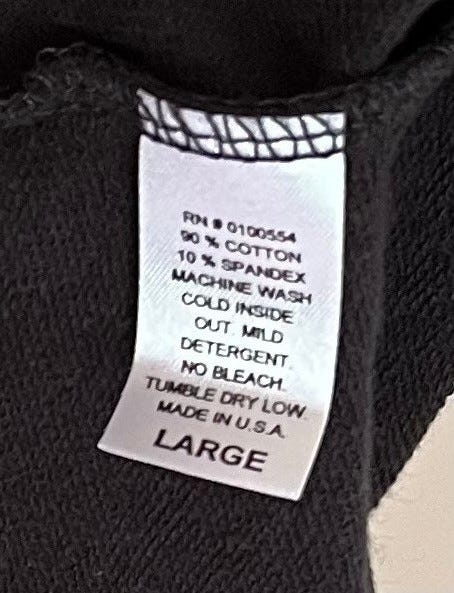 RN # 0100554
90 % COTTON
10 % SPANDEX
MACHINE WASH
COLD INSIDE
OUT. MILD
DETERGENT.
NO BLEACH.
TUMBLE DRY LOW.
MADE IN U.S.A.
LARGE